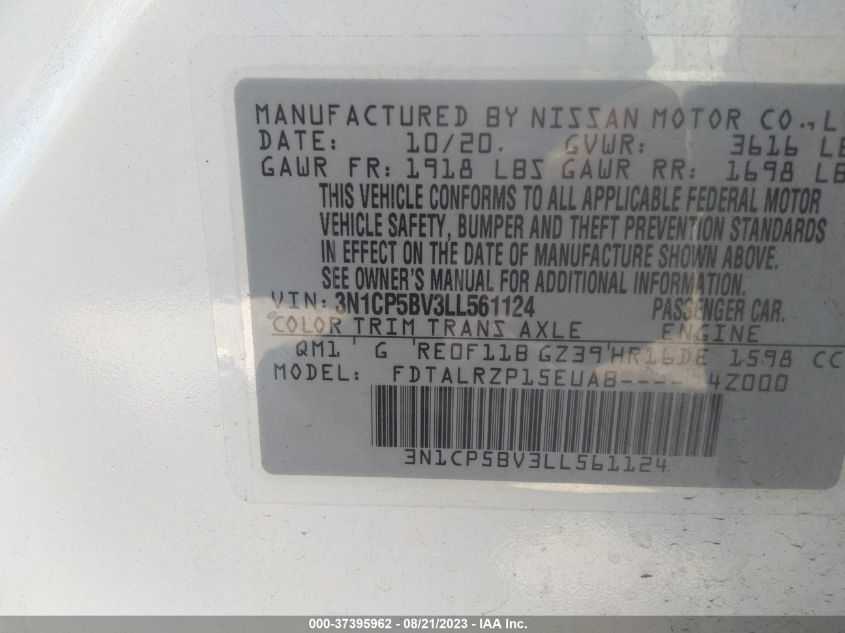 MANUFACTURED BY NISSAN MOTOR CO., L
DATE: 10/20. GVWR: 3616 LB
GAWR FR: 1918 LBS GAWR RR: 1698 LB
THIS VEHICLE CONFORMS TO ALL APPLICABLE FEDERAL MOTOR
VEHICLE SAFETY, BUMPER AND THEFT PREVENTION STANDARDS
IN EFFECT ON THE DATE OF MANUFACTURE SHOWN ABOVE.
SEE OWNER'S MANUAL FOR ADDITIONAL INFORMATION.
VIN: 3N1CP5BV3LL561124 PASSENGER CAR.
COLOR TRIM TRANS AXLE ENGINE
QM1 G RE0F11B GZ39 HR16DE 1598 CC
MODEL: FDTALRZP15EUA8----- 4Z000
3N1CP5BV3LL561124
000-37395962 - 08/21/2023 - IAA Inc.